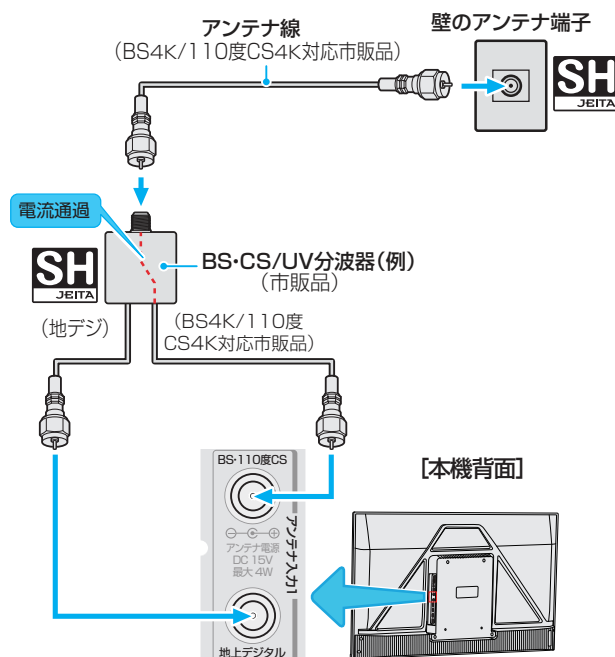 アンテナ線
（BS4K/110度CS4K対応市販品）
壁のアンテナ端子
SH
JEITA
電流通過
SH
JEITA
BS・CS/UV分波器（例）
（市販品）
（地デジ）
（BS4K/110度
CS4K対応市販品）
BS・110度CS
アンテナ電源
DC 15V
最大 4W
アンテナ入力1
地上デジタル
［本機背面］